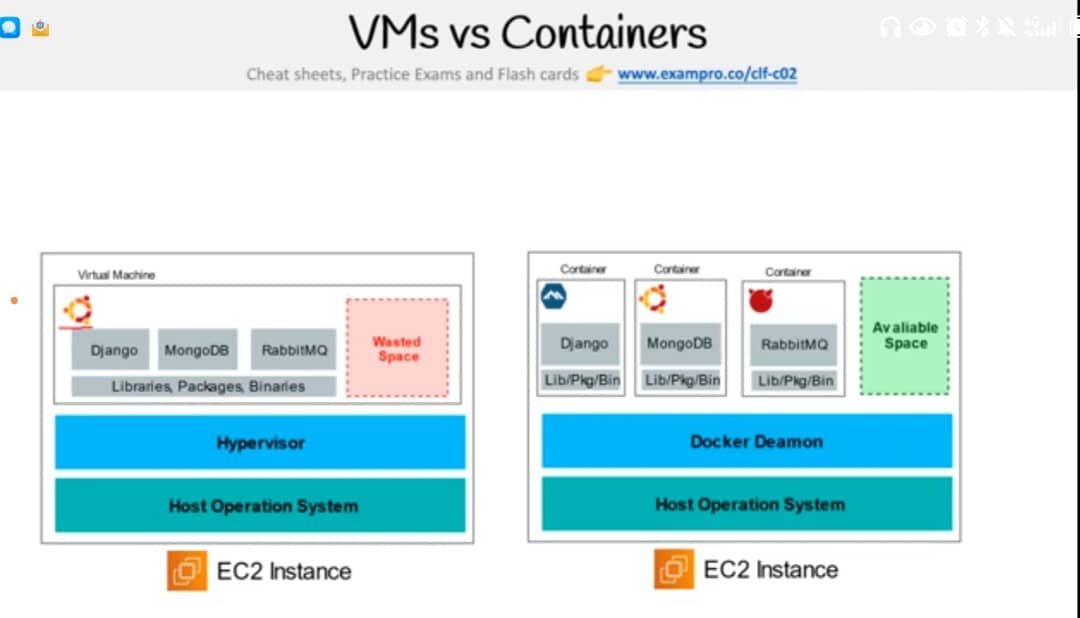 VMs vs Containers
4G
Cheat sheets, Practice Exams and Flash cards 👉 www.exampro.co/clf-c02
Virtual Machine
Django
MongoDB
RabbitMQ
Wasted
Space
Libraries, Packages, Binaries
Hypervisor
Host Operation System
EC2 Instance
Container
Container
Container
Django
MongoDB
RabbitMQ
Lib/Pkg/Bin
Lib/Pkg/Bin
Lib/Pkg/Bin
Avaliable
Space
Docker Deamon
Host Operation System
EC2 Instance